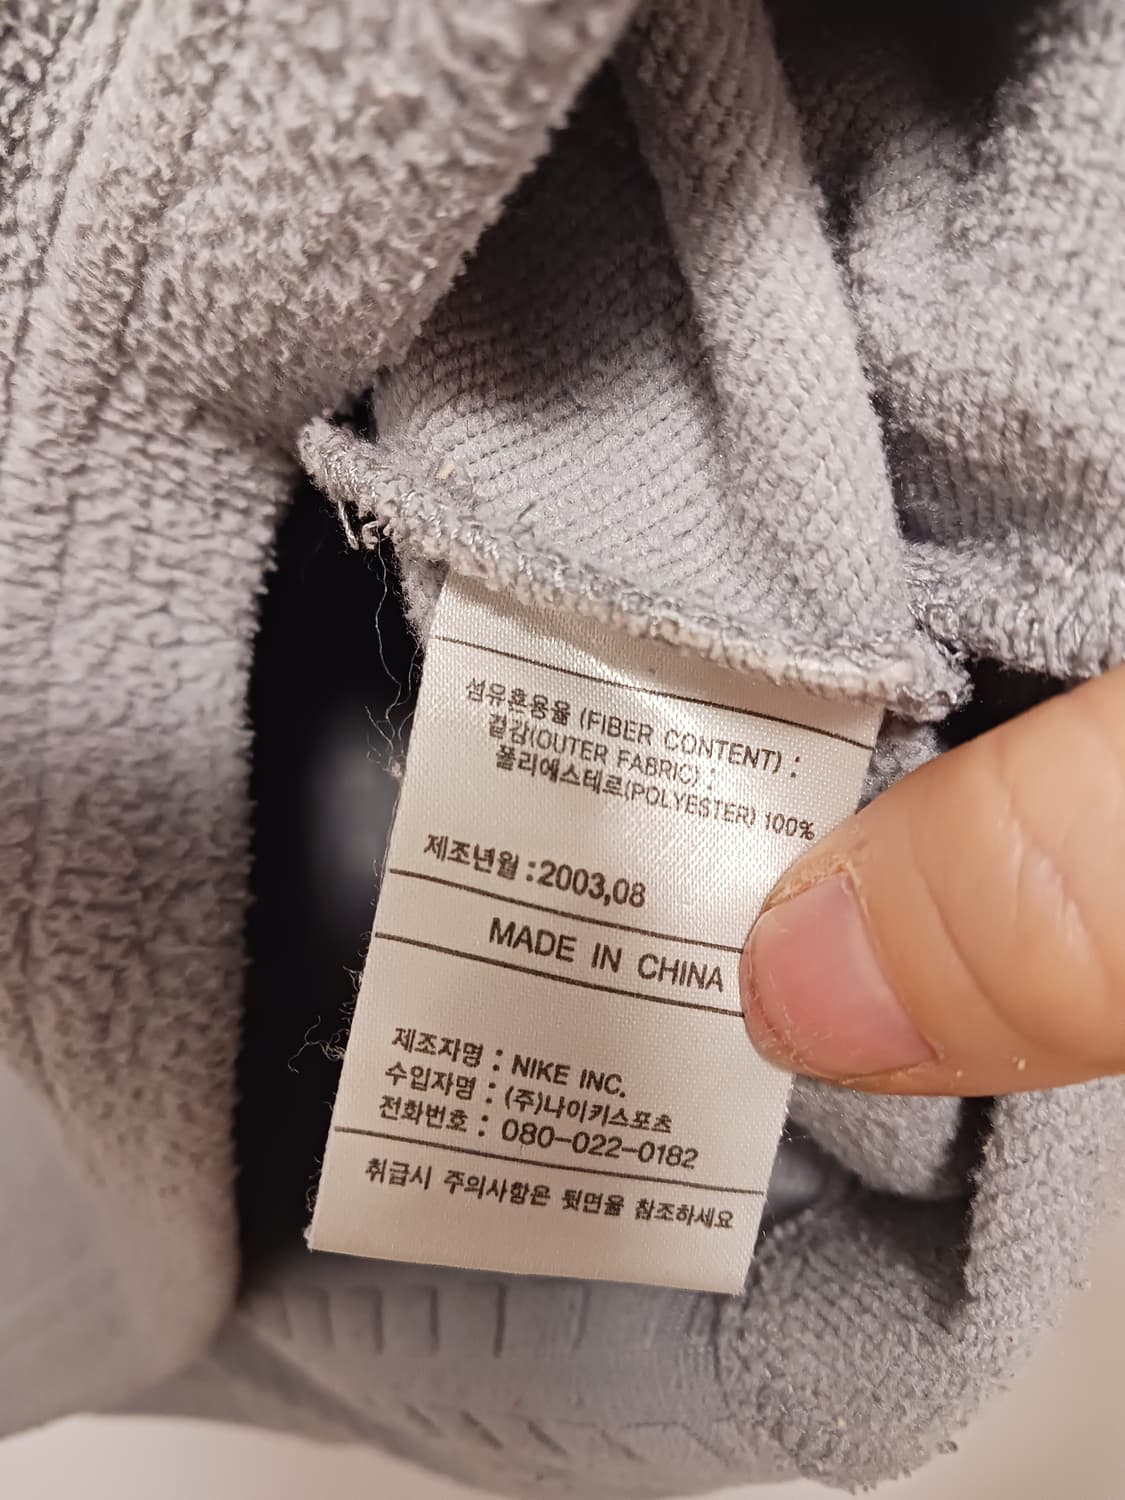 섬유혼용율 (FIBER CONTENT) :
겉감(OUTER FABRIC) :
폴리에스테르(POLYESTER) 100%
제조년월 : 2003,08
MADE IN CHINA
제조자명 : NIKE INC.
수입자명 : (주)나이키스포츠
전화번호 : 080-022-0182
취급시 주의사항은 뒷면을 참조하세요